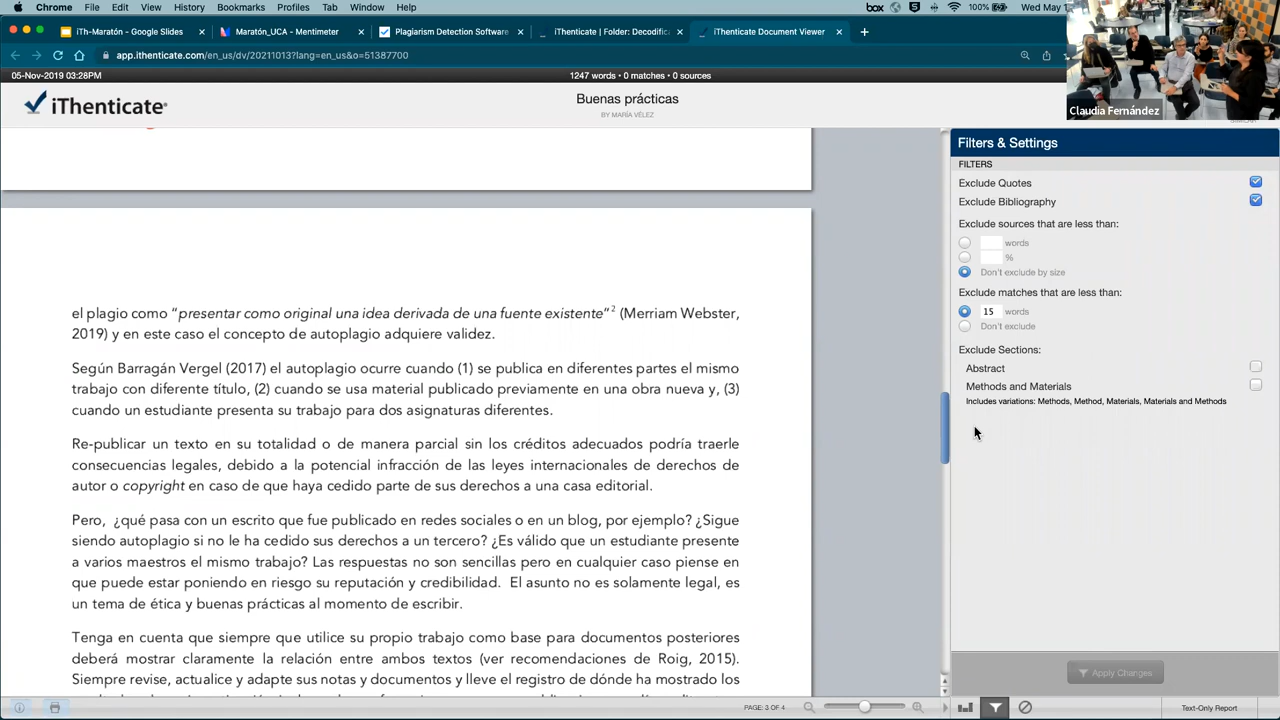 Chrome File Edit View History Bookmarks Profiles Tab Window Help box 100% Wed May
iTh-Maratón - Google Slides Maratón_UCA - Mentimeter Plagiarism Detection Software iThenticate | Folder: Decodific iThenticate Document Viewer
app.ithenticate.com/en_us/dv/20211013?lang=en_us&o=51387700
05-Nov-2019 03:28PM 1247 words • 0 matches • 0 sources
Claudia Fernández
iThenticate® Buenas prácticas
BY MARÍA VÉLEZ
Filters & Settings
FILTERS
Exclude Quotes
Exclude Bibliography
Exclude sources that are less than:
words
%
Don't exclude by size
Exclude matches that are less than:
15 words
Don't exclude
Exclude Sections:
Abstract
Methods and Materials
Includes variations: Methods, Method, Materials, Materials and Methods
Apply Changes
el plagio como “presentar como original una idea derivada de una fuente existente”2 (Merriam Webster,
2019) y en este caso el concepto de autoplagio adquiere validez.
Según Barragán Vergel (2017) el autoplagio ocurre cuando (1) se publica en diferentes partes el mismo
trabajo con diferente título, (2) cuando se usa material publicado previamente en una obra nueva y, (3)
cuando un estudiante presenta su trabajo para dos asignaturas diferentes.
Re-publicar un texto en su totalidad o de manera parcial sin los créditos adecuados podría traerle
consecuencias legales, debido a la potencial infracción de las leyes internacionales de derechos de
autor o copyright en caso de que haya cedido parte de sus derechos a una casa editorial.
Pero, ¿qué pasa con un escrito que fue publicado en redes sociales o en un blog, por ejemplo? ¿Sigue
siendo autoplagio si no le ha cedido sus derechos a un tercero? ¿Es válido que un estudiante presente
a varios maestros el mismo trabajo? Las respuestas no son sencillas pero en cualquier caso piense en
que puede estar poniendo en riesgo su reputación y credibilidad. El asunto no es solamente legal, es
un tema de ética y buenas prácticas al momento de escribir.
Tenga en cuenta que siempre que utilice su propio trabajo como base para documentos posteriores
deberá mostrar claramente la relación entre ambos textos (ver recomendaciones de Roig, 2015).
Siempre revise, actualice y adapte sus notas y documentos y lleve el registro de dónde ha mostrado los
PAGE: 3 OF 4 Text-Only Report